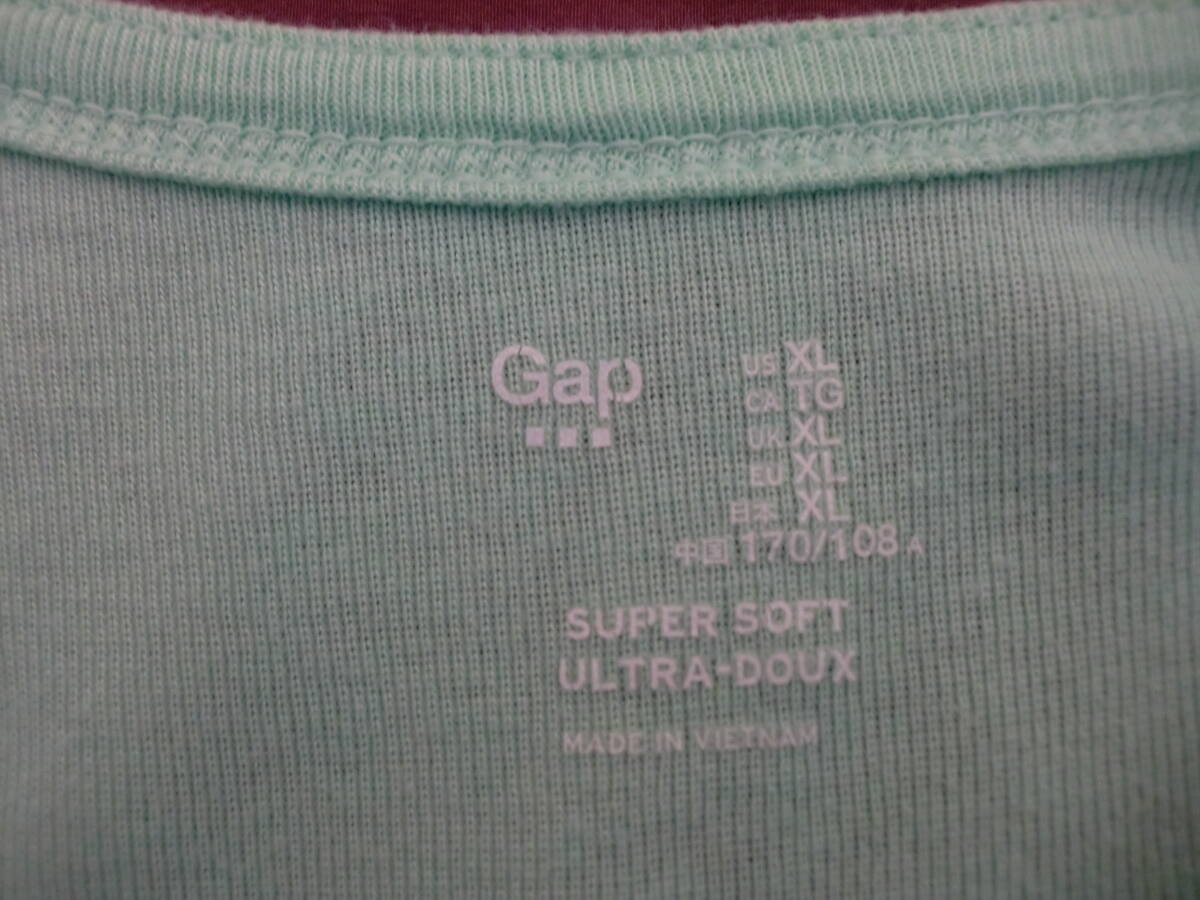 Gap
US XL
CA TG
UK XL
EU XL
日本 XL
中国 170/108 A
SUPER SOFT
ULTRA-DOUX
MADE IN VIETNAM